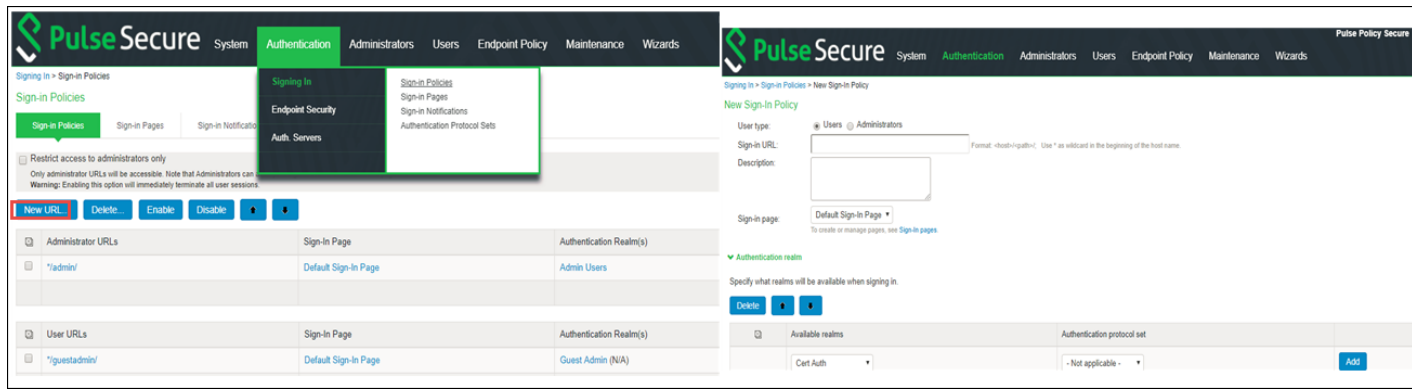 Pulse Secure System Authentication Administrators Users Endpoint Policy Maintenance Wizards
Signing In > Sign-in Policies
Sign-in Policies
Signing In
Endpoint Security
Auth. Servers
Sign-in Policies
Sign-in Pages
Sign-in Notifications
Authentication Protocol Sets
Sign-in Policies Sign-in Pages Sign-in Notificatio
Restrict access to administrators only
Only administrator URLs will be accessible. Note that Administrators can a
Warning: Enabling this option will immediately terminate all user sessions.
New URL... Delete... Enable Disable
Administrator URLs Sign-In Page Authentication Realm(s)
*/admin/ Default Sign-In Page Admin Users
User URLs Sign-In Page Authentication Realm(s)
*/guestadmin/ Default Sign-In Page Guest Admin (N/A)
Pulse Policy Secure
Pulse Secure System Authentication Administrators Users Endpoint Policy Maintenance Wizards
Signing In > Sign-in Policies > New Sign-In Policy
New Sign-In Policy
User type: Users Administrators
Sign-in URL: Format: <host>/<path>/; Use * as wildcard in the beginning of the host name.
Description:
Sign-in page: Default Sign-In Page
To create or manage pages, see Sign-In pages.
Authentication realm
Specify what realms will be available when signing in.
Delete
Available realms Authentication protocol set
Cert Auth - Not applicable - Add